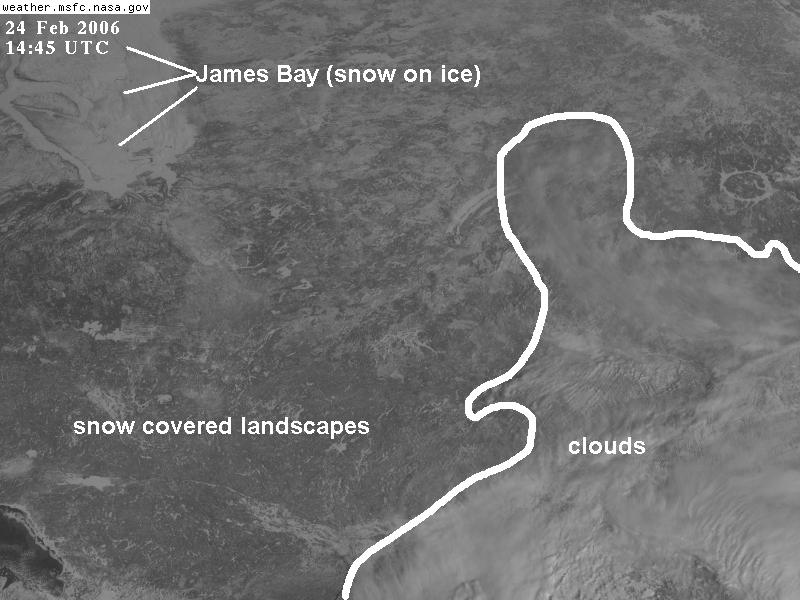 weather.msfc.nasa.gov
24 Feb 2006
14:45 UTC
James Bay (snow on ice)
snow covered landscapes
clouds